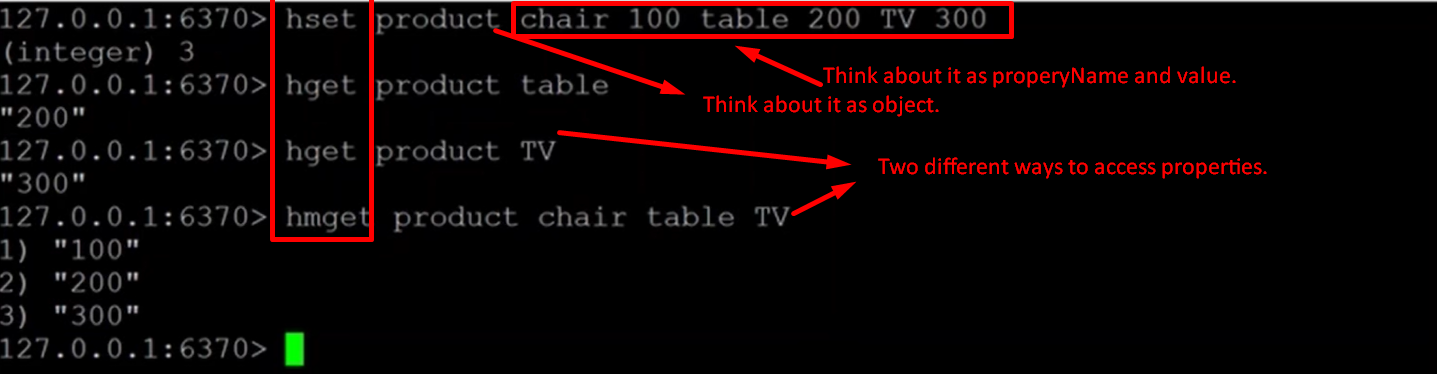 127.0.0.1:6370> hset product chair 100 table 200 TV 300
(integer) 3
Think about it as properyName and value.
127.0.0.1:6370> hget product table
Think about it as object.
"200"
127.0.0.1:6370> hget product TV
Two different ways to access properties.
"300"
127.0.0.1:6370> hmget product chair table TV
1) "100"
2) "200"
3) "300"
127.0.0.1:6370>